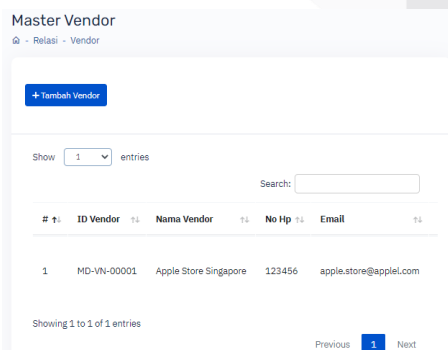 Master Vendor
- Relasi - Vendor
+ Tambah Vendor
Show 1 entries
Search:
# ID Vendor Nama Vendor No Hp Email
1 MD-VN-00001 Apple Store Singapore 123456 apple.store@applel.com
Showing 1 to 1 of 1 entries
Previous 1 Next